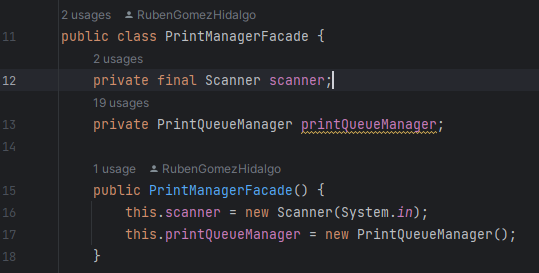 2 usages RubenGomezHidalgo
11 public class PrintManagerFacade {
2 usages
12 private final Scanner scanner;
19 usages
13 private PrintQueueManager printQueueManager;
14
1 usage RubenGomezHidalgo
15 public PrintManagerFacade() {
16 this.scanner = new Scanner(System.in);
17 this.printQueueManager = new PrintQueueManager();
18 }